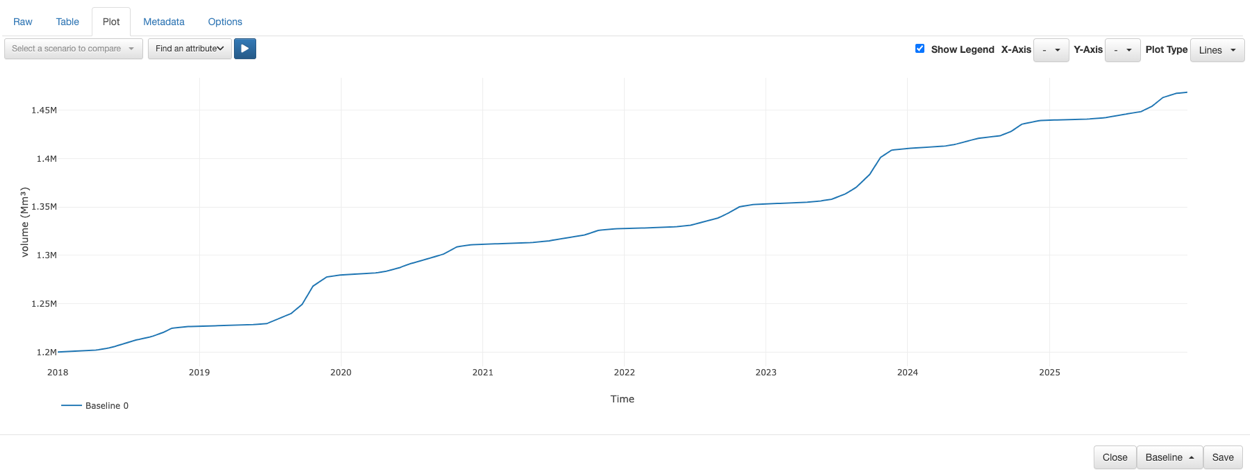 Raw Table Plot Metadata Options
Select a scenario to compare Find an attribute Show Legend X-Axis - Y-Axis - Plot Type Lines
1.45M
1.4M
1.35M
1.3M
1.25M
1.2M
volume (Mm³)
2018 2019 2020 2021 2022 2023 2024 2025
Time
Baseline 0
Close Baseline Save